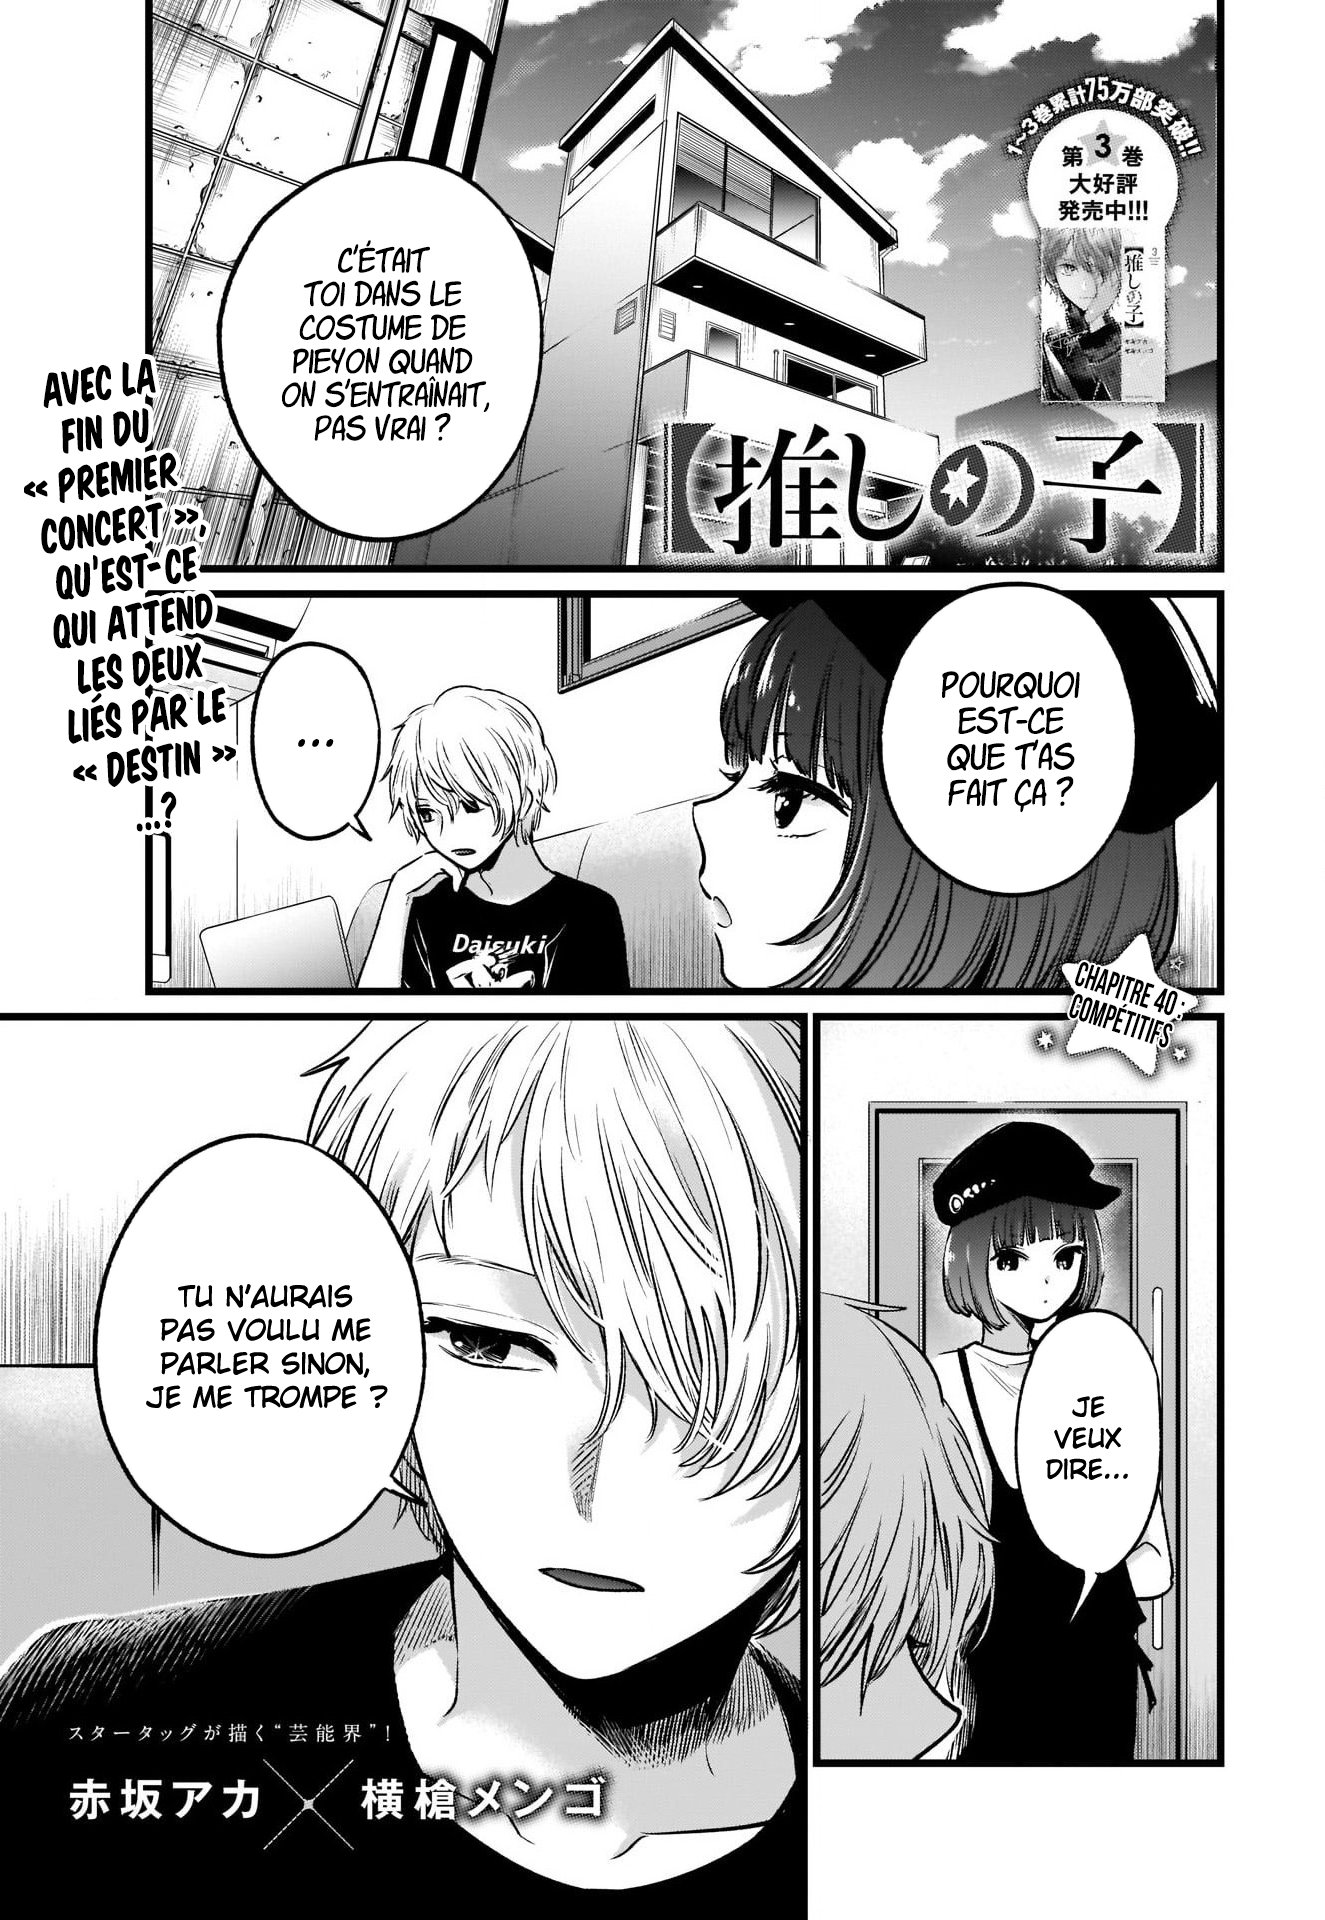 1~3巻累計75万部突破!!
第3巻
大好評
発売中!!!
3
【推しの子】
【推しの子】
C'ÉTAIT
TOI DANS LE
COSTUME DE
PIEYON QUAND
ON S'ENTRAÎNAIT,
PAS VRAI ?
AVEC LA
FIN DU
« PREMIER
CONCERT »,
QU'EST-CE
QUI ATTEND
LES DEUX
LIÉS PAR LE
« DESTIN »
...?
POURQUOI
EST-CE
QUE T'AS
FAIT ÇA ?
...
Daisuki
CHAPITRE 40 :
COMPÉTITIFS
JE
VEUX
DIRE...
TU N'AURAIS
PAS VOULU ME
PARLER SINON,
JE ME TROMPE ?
スタータッグが描く“芸能界”!
赤坂アカ×横槍メンゴ